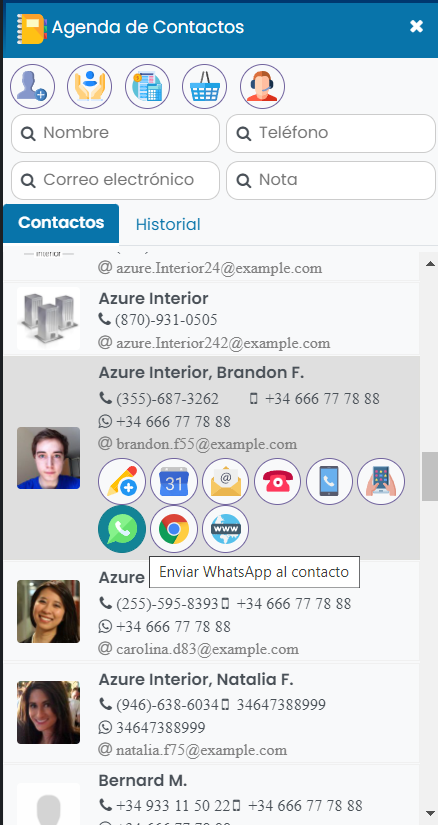 Agenda de Contactos
Nombre
Teléfono
Correo electrónico
Nota
Contactos
Historial
Interior
@ azure.Interior24@example.com
Azure Interior
(870)-931-0505
@ azure.Interior242@example.com
Azure Interior, Brandon F.
(355)-687-3262 +34 666 77 78 88
+34 666 77 78 88
@ brandon.f55@example.com
31
@
WWW
Enviar WhatsApp al contacto
Azure
(255)-595-8393 +34 666 77 78 88
+34 666 77 78 88
@ carolina.d83@example.com
Azure Interior, Natalia F.
(946)-638-6034 34647388999
34647388999
@ natalia.f75@example.com
Bernard M.
+34 933 11 50 22 +34 666 77 78 88